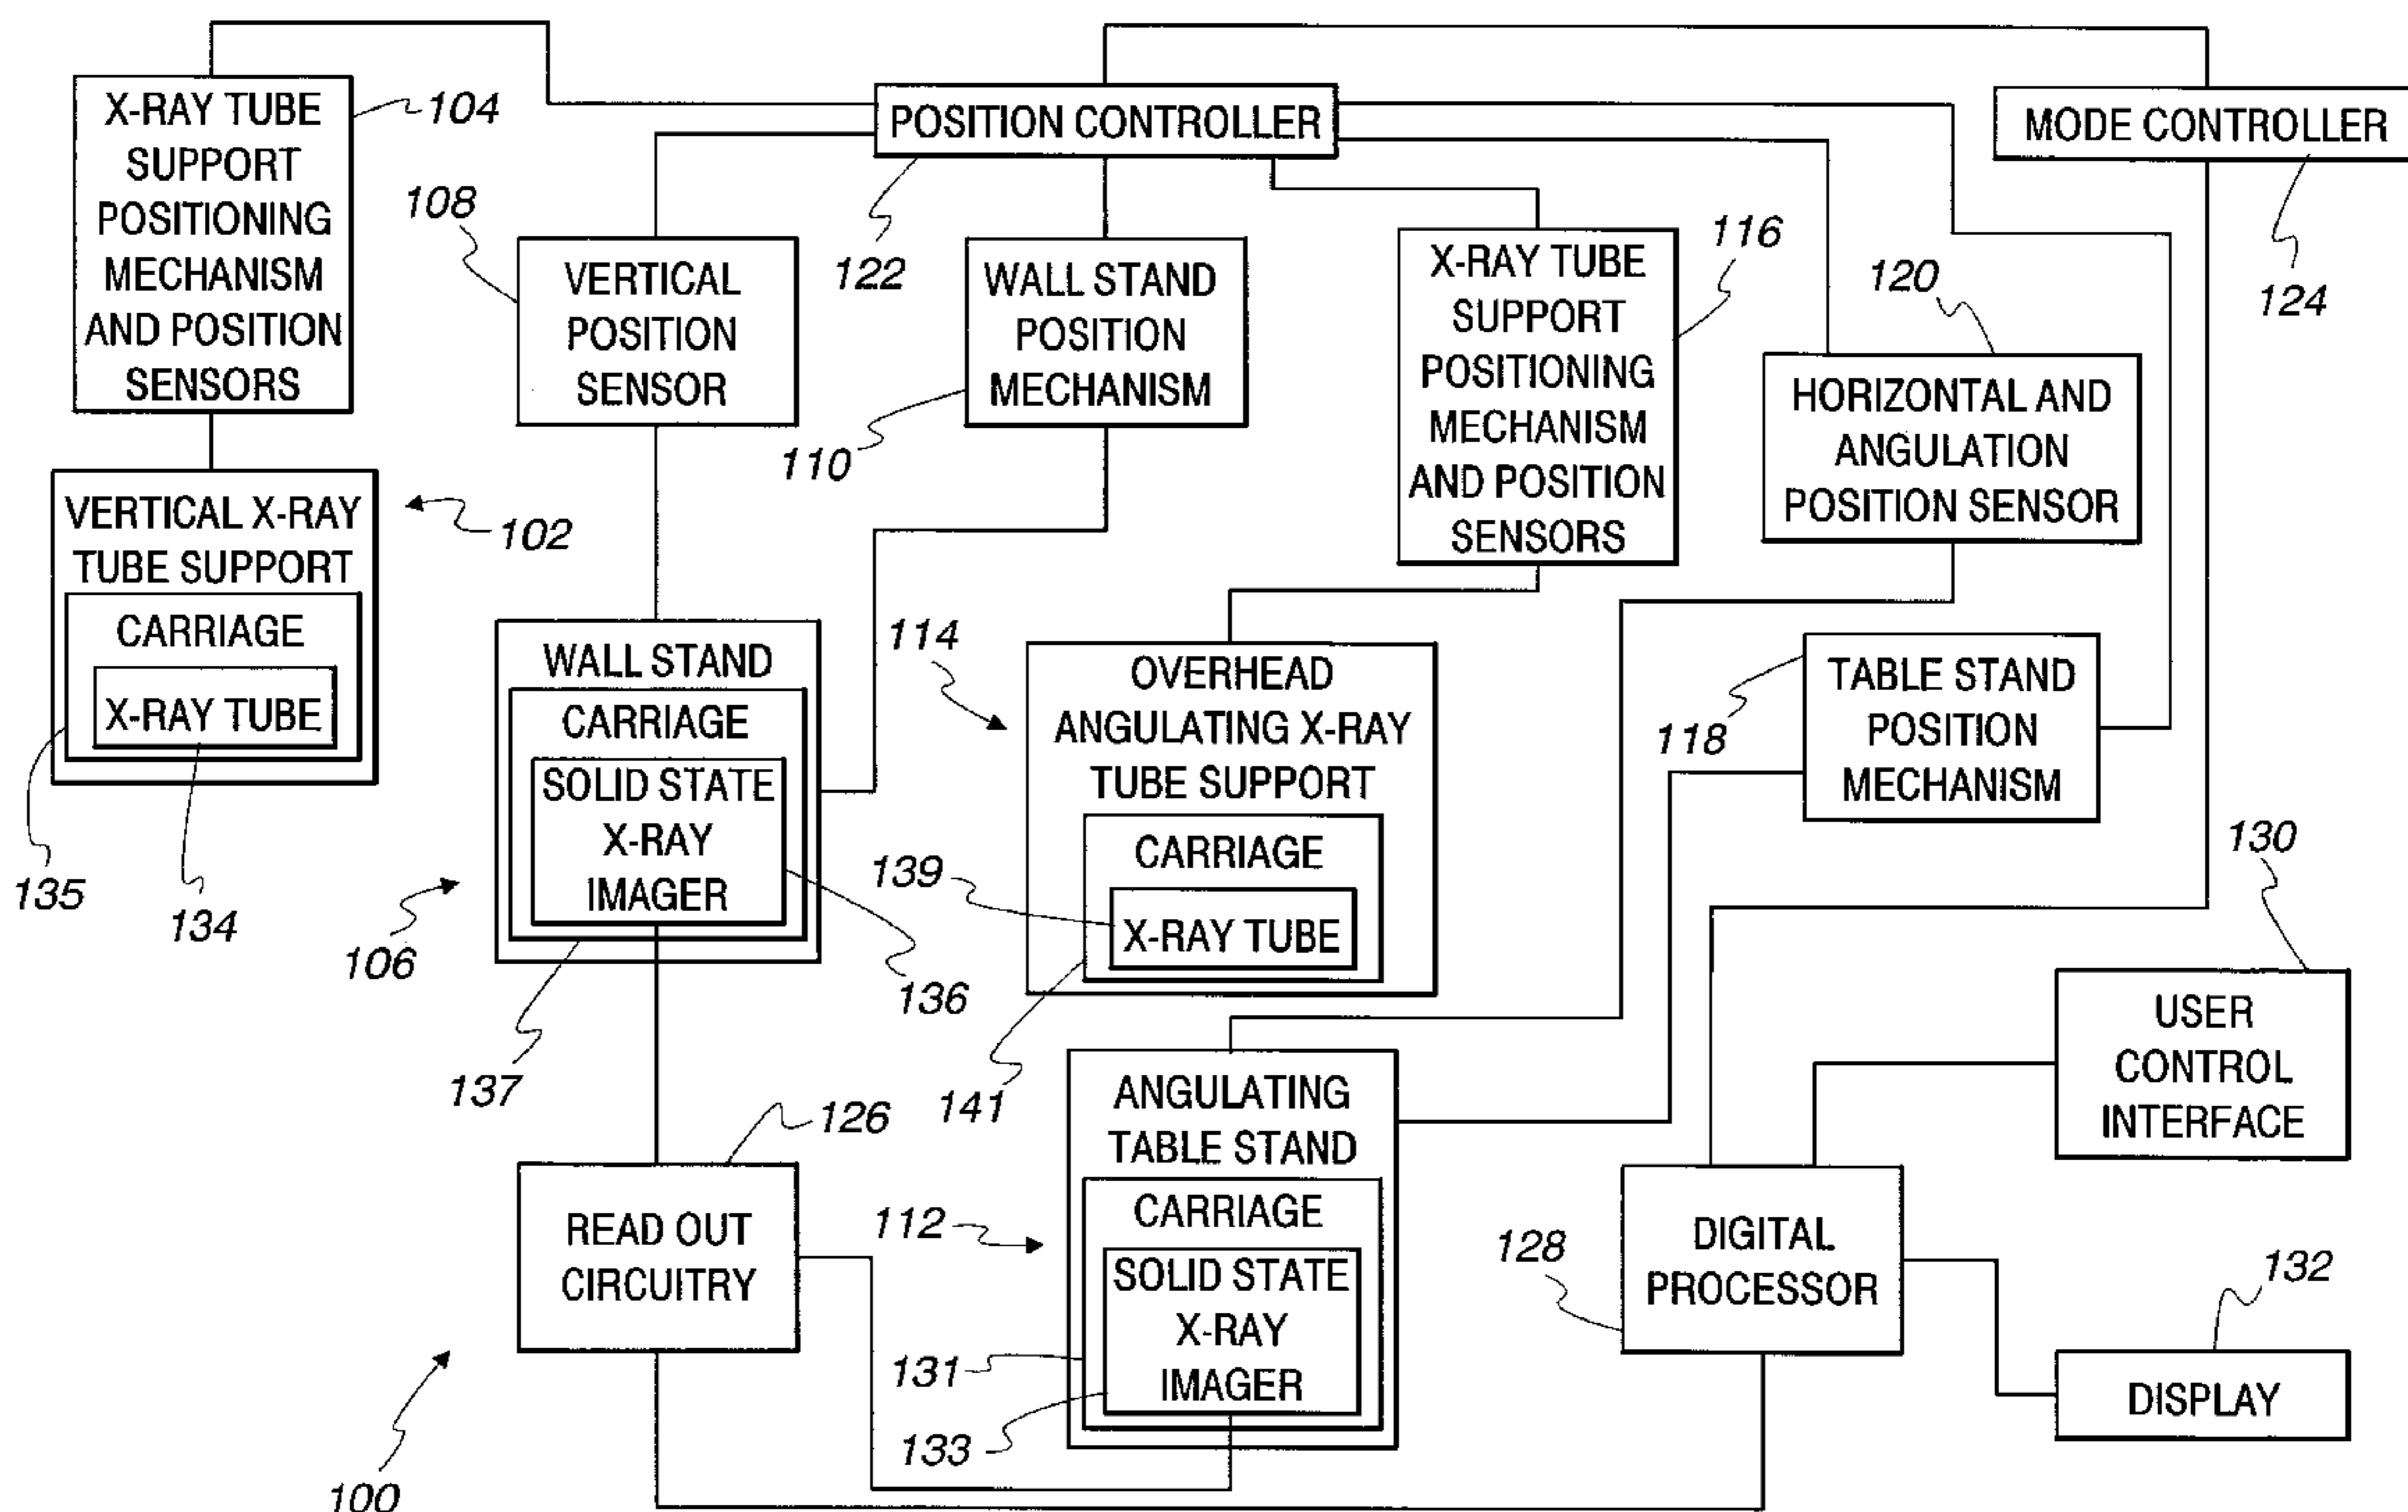 X-RAY TUBE
SUPPORT
POSITIONING
MECHANISM
AND POSITION
SENSORS
104
POSITION CONTROLLER
122
MODE CONTROLLER
124
108
VERTICAL
POSITION
SENSOR
WALL STAND
POSITION
MECHANISM
110
X-RAY TUBE
SUPPORT
POSITIONING
MECHANISM
AND POSITION
SENSORS
116
120
HORIZONTAL AND
ANGULATION
POSITION SENSOR
VERTICAL X-RAY
TUBE SUPPORT
CARRIAGE
X-RAY TUBE
102
135
134
WALL STAND
CARRIAGE
SOLID STATE
X-RAY
IMAGER
106
136
137
114
OVERHEAD
ANGULATING X-RAY
TUBE SUPPORT
CARRIAGE
139
X-RAY TUBE
141
118
TABLE STAND
POSITION
MECHANISM
130
USER
CONTROL
INTERFACE
126
READ OUT
CIRCUITRY
112
ANGULATING
TABLE STAND
CARRIAGE
SOLID STATE
X-RAY
IMAGER
131
133
128
DIGITAL
PROCESSOR
132
DISPLAY
100